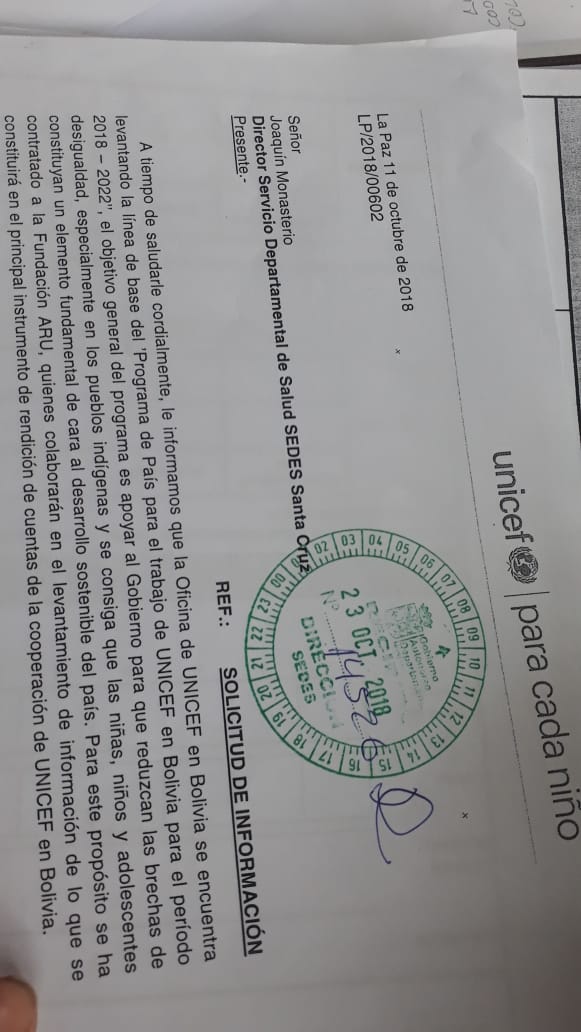 unicef | para cada niño
La Paz 11 de octubre de 2018
LP/2018/00602
Señor
Joaquín Monasterio
Director Servicio Departamental de Salud SEDES Santa Cruz
Presente.-
01 02 03 04 05 06 07 08 09 10 11 12 13 14 15 16 17 18 19 20 21 22 23 00
Gobierno
Autónomo
23 OCT 2018
Nº
DIRECCION
SEDES
REF.: SOLICITUD DE INFORMACIÓN
A tiempo de saludarle cordialmente, le informamos que la Oficina de UNICEF en Bolivia se encuentra
levantando la línea de base del 'Programa de País para el trabajo de UNICEF en Bolivia para el período
2018 – 2022', el objetivo general del programa es apoyar al Gobierno para que reduzcan las brechas de
desigualdad, especialmente en los pueblos indígenas y se consiga que las niñas, niños y adolescentes
constituyan un elemento fundamental de cara al desarrollo sostenible del país. Para este propósito se ha
contratado a la Fundación ARU, quienes colaborarán en el levantamiento de información de lo que se
constituirá en el principal instrumento de rendición de cuentas de la cooperación de UNICEF en Bolivia.